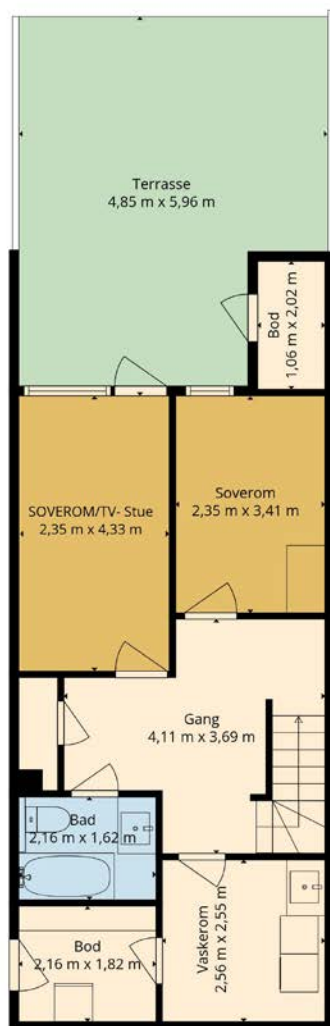 Terrasse
4,85 m x 5,96 m
Bod
1,06 m x 2,02 m
SOVEROM/TV- Stue
2,35 m x 4,33 m
Soverom
2,35 m x 3,41 m
Gang
4,11 m x 3,69 m
Bad
2,16 m x 1,62 m
Bod
2,16 m x 1,82 m
Vaskerom
2,56 m x 2,55 m